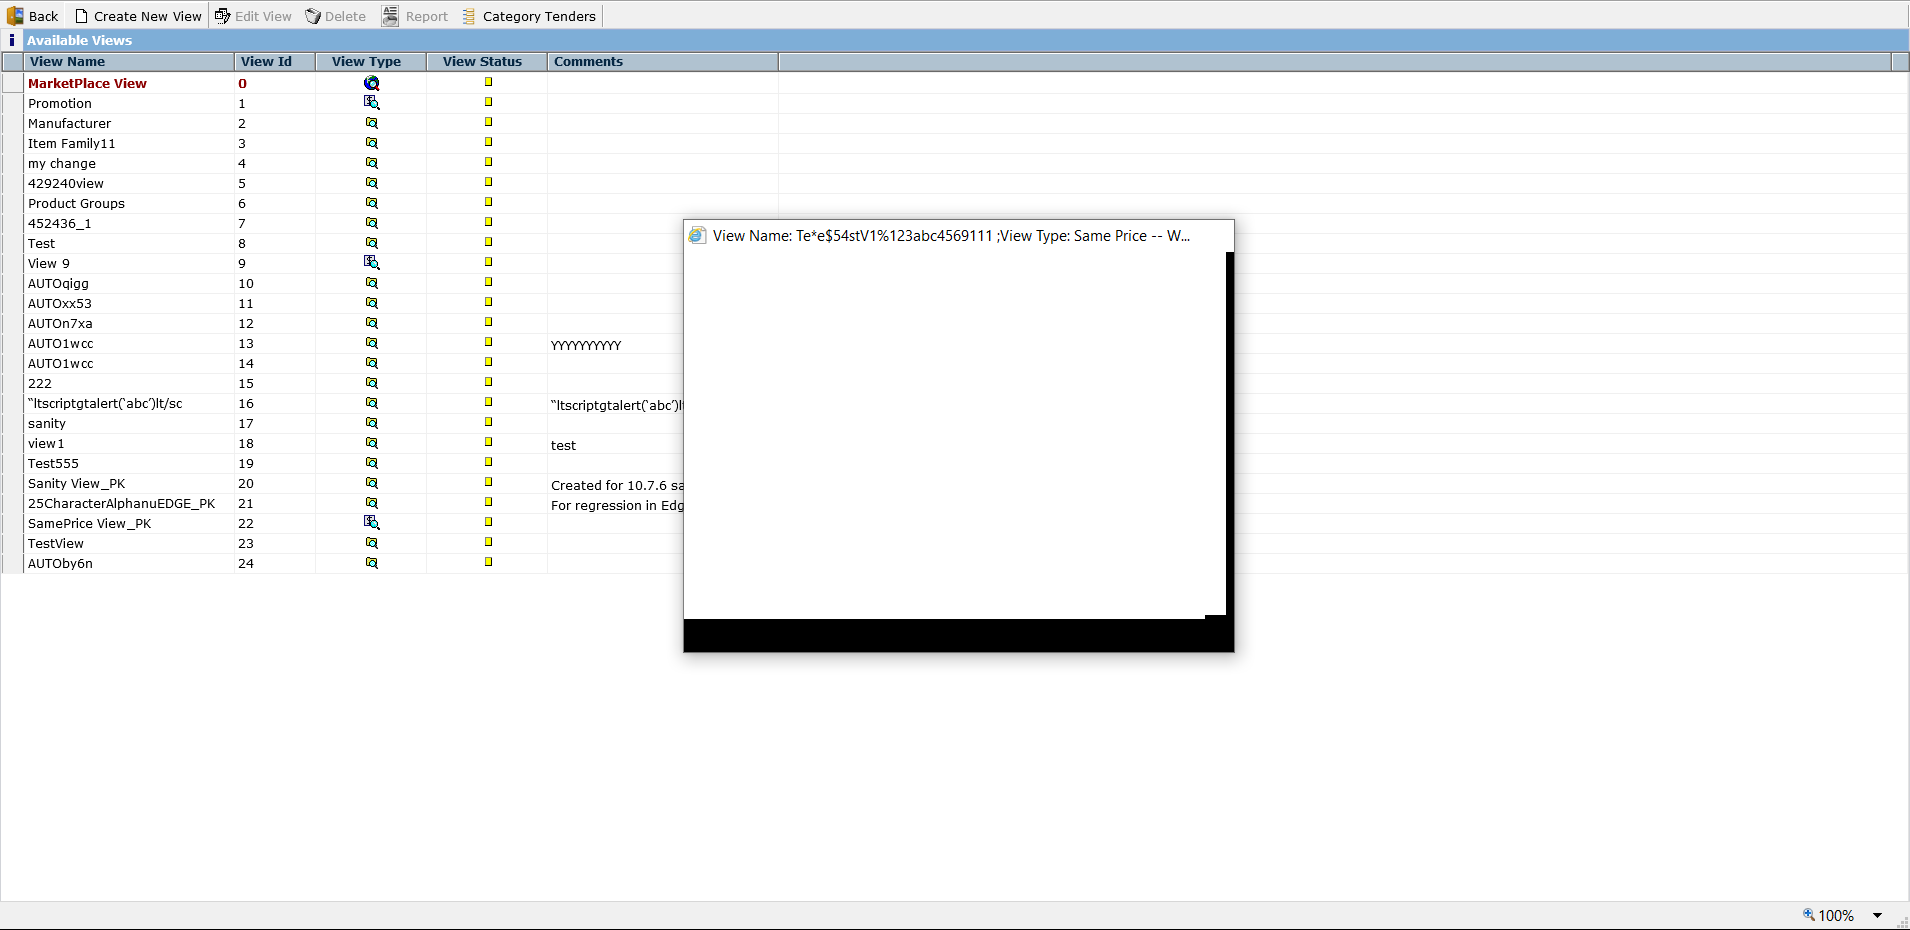 Back Create New View Edit View Delete Report Category Tenders
i Available Views
View Name View Id View Type View Status Comments
MarketPlace View 0
Promotion 1
Manufacturer 2
Item Family11 3
my change 4
429240view 5
Product Groups 6
452436_1 7
Test 8
View 9 9
AUTOqigg 10
AUTOxx53 11
AUTOn7xa 12
AUTO1wcc 13 YYYYYYYYYY
AUTO1wcc 14
222 15
“ltscriptgtalert(‘abc’)lt/sc 16 “ltscriptgtalert(‘abc’)lt
sanity 17
view1 18 test
Test555 19
Sanity View_PK 20 Created for 10.7.6 sa
25CharacterAlphanuEDGE_PK 21 For regression in Edg
SamePrice View_PK 22
TestView 23
AUTOby6n 24
View Name: Te*e$54stV1%123abc4569111 ;View Type: Same Price -- W...
100%